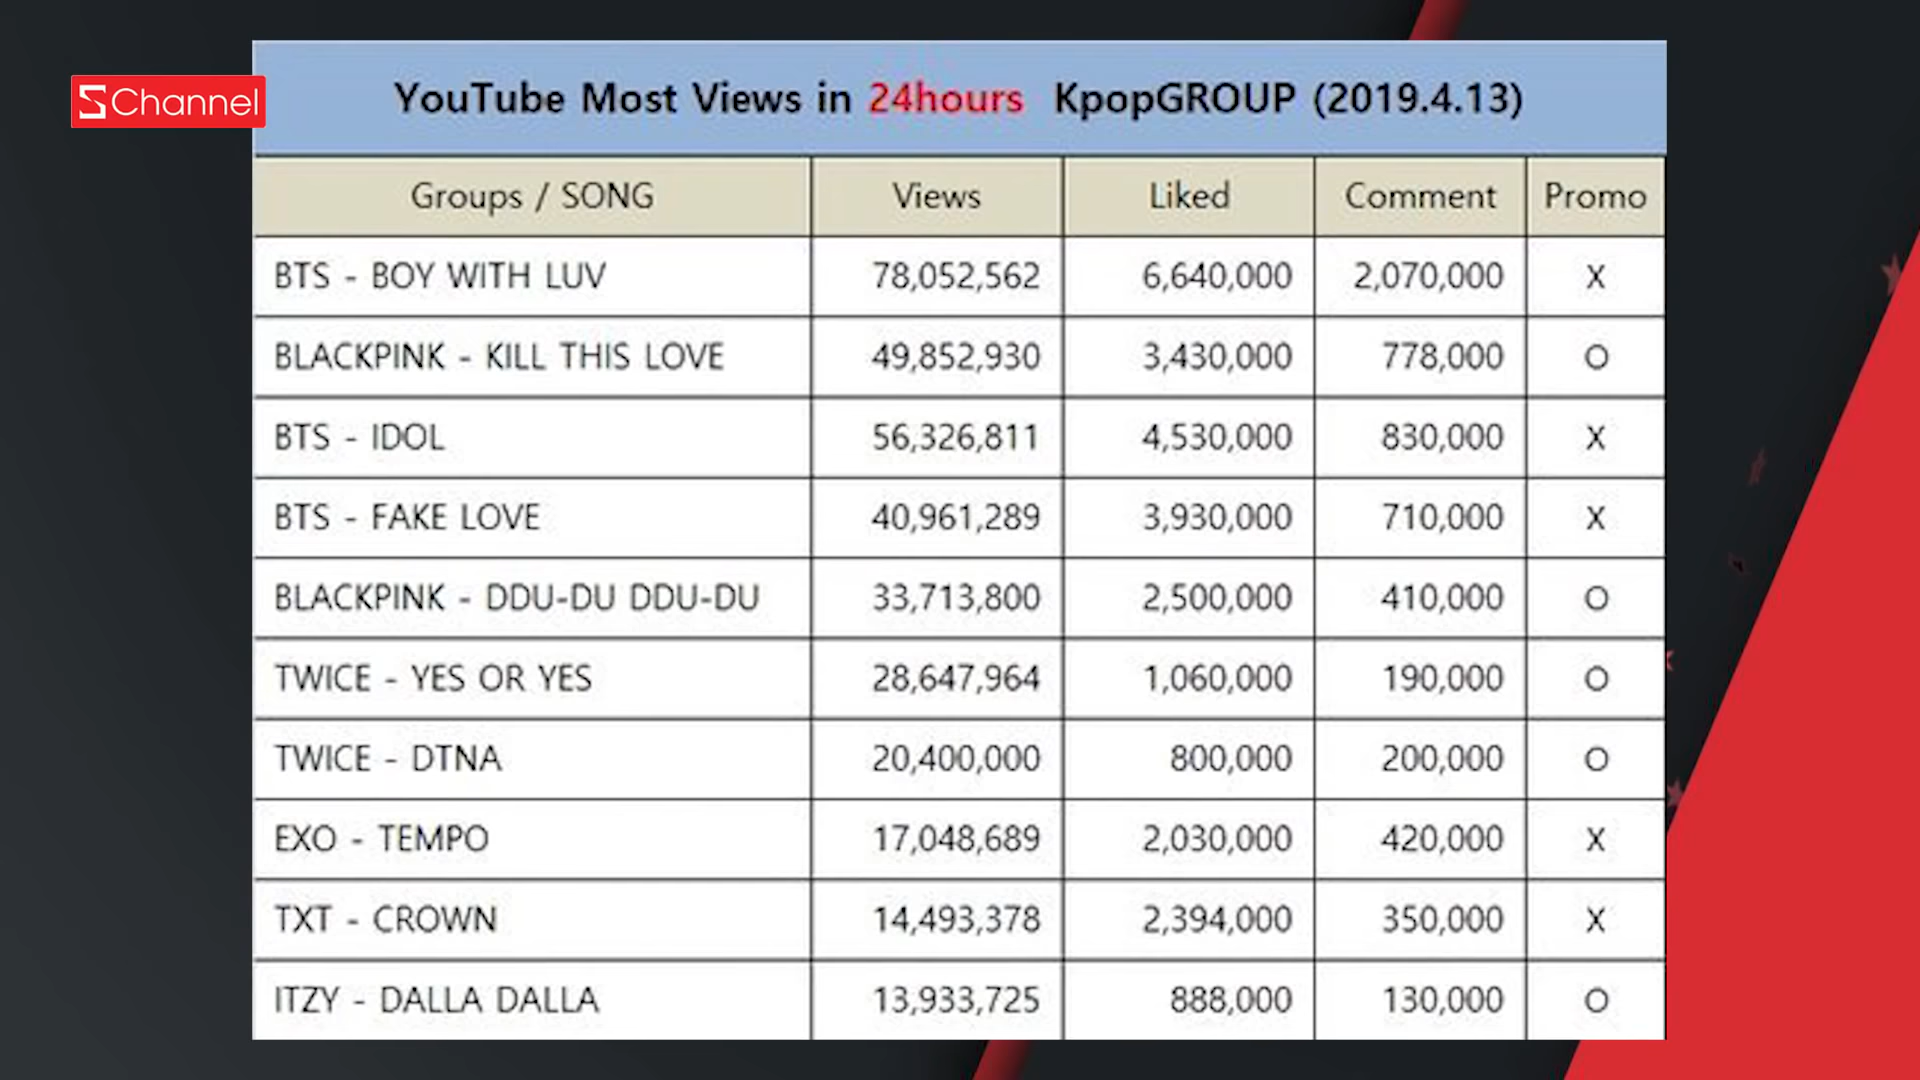 S Channel
YouTube Most Views in 24hours KpopGROUP (2019.4.13)
Groups / SONG Views Liked Comment Promo
BTS - BOY WITH LUV 78,052,562 6,640,000 2,070,000 X
BLACKPINK - KILL THIS LOVE 49,852,930 3,430,000 778,000 O
BTS - IDOL 56,326,811 4,530,000 830,000 X
BTS - FAKE LOVE 40,961,289 3,930,000 710,000 X
BLACKPINK - DDU-DU DDU-DU 33,713,800 2,500,000 410,000 O
TWICE - YES OR YES 28,647,964 1,060,000 190,000 O
TWICE - DTNA 20,400,000 800,000 200,000 O
EXO - TEMPO 17,048,689 2,030,000 420,000 X
TXT - CROWN 14,493,378 2,394,000 350,000 X
ITZY - DALLA DALLA 13,933,725 888,000 130,000 O